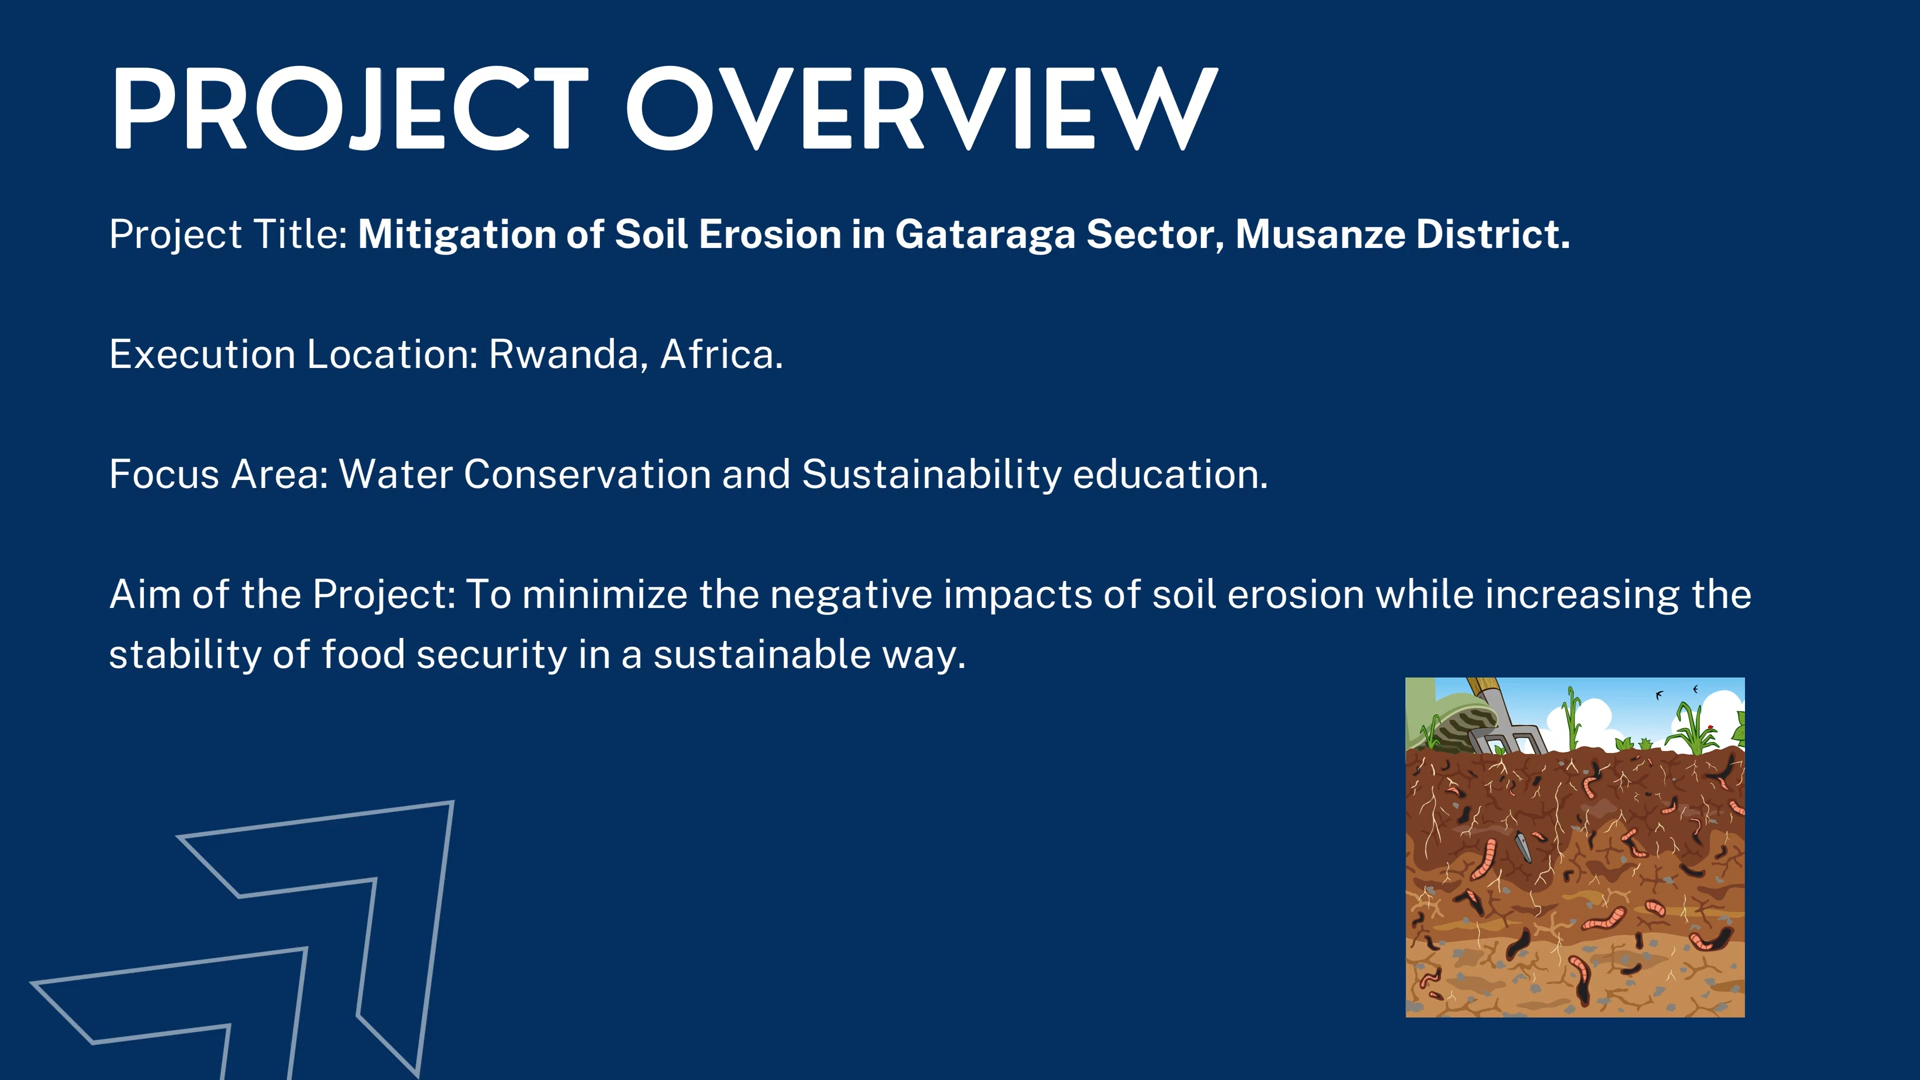 PROJECT OVERVIEW
Project Title: Mitigation of Soil Erosion in Gataraga Sector, Musanze District.
Execution Location: Rwanda, Africa.
Focus Area: Water Conservation and Sustainability education.
Aim of the Project: To minimize the negative impacts of soil erosion while increasing the
stability of food security in a sustainable way.